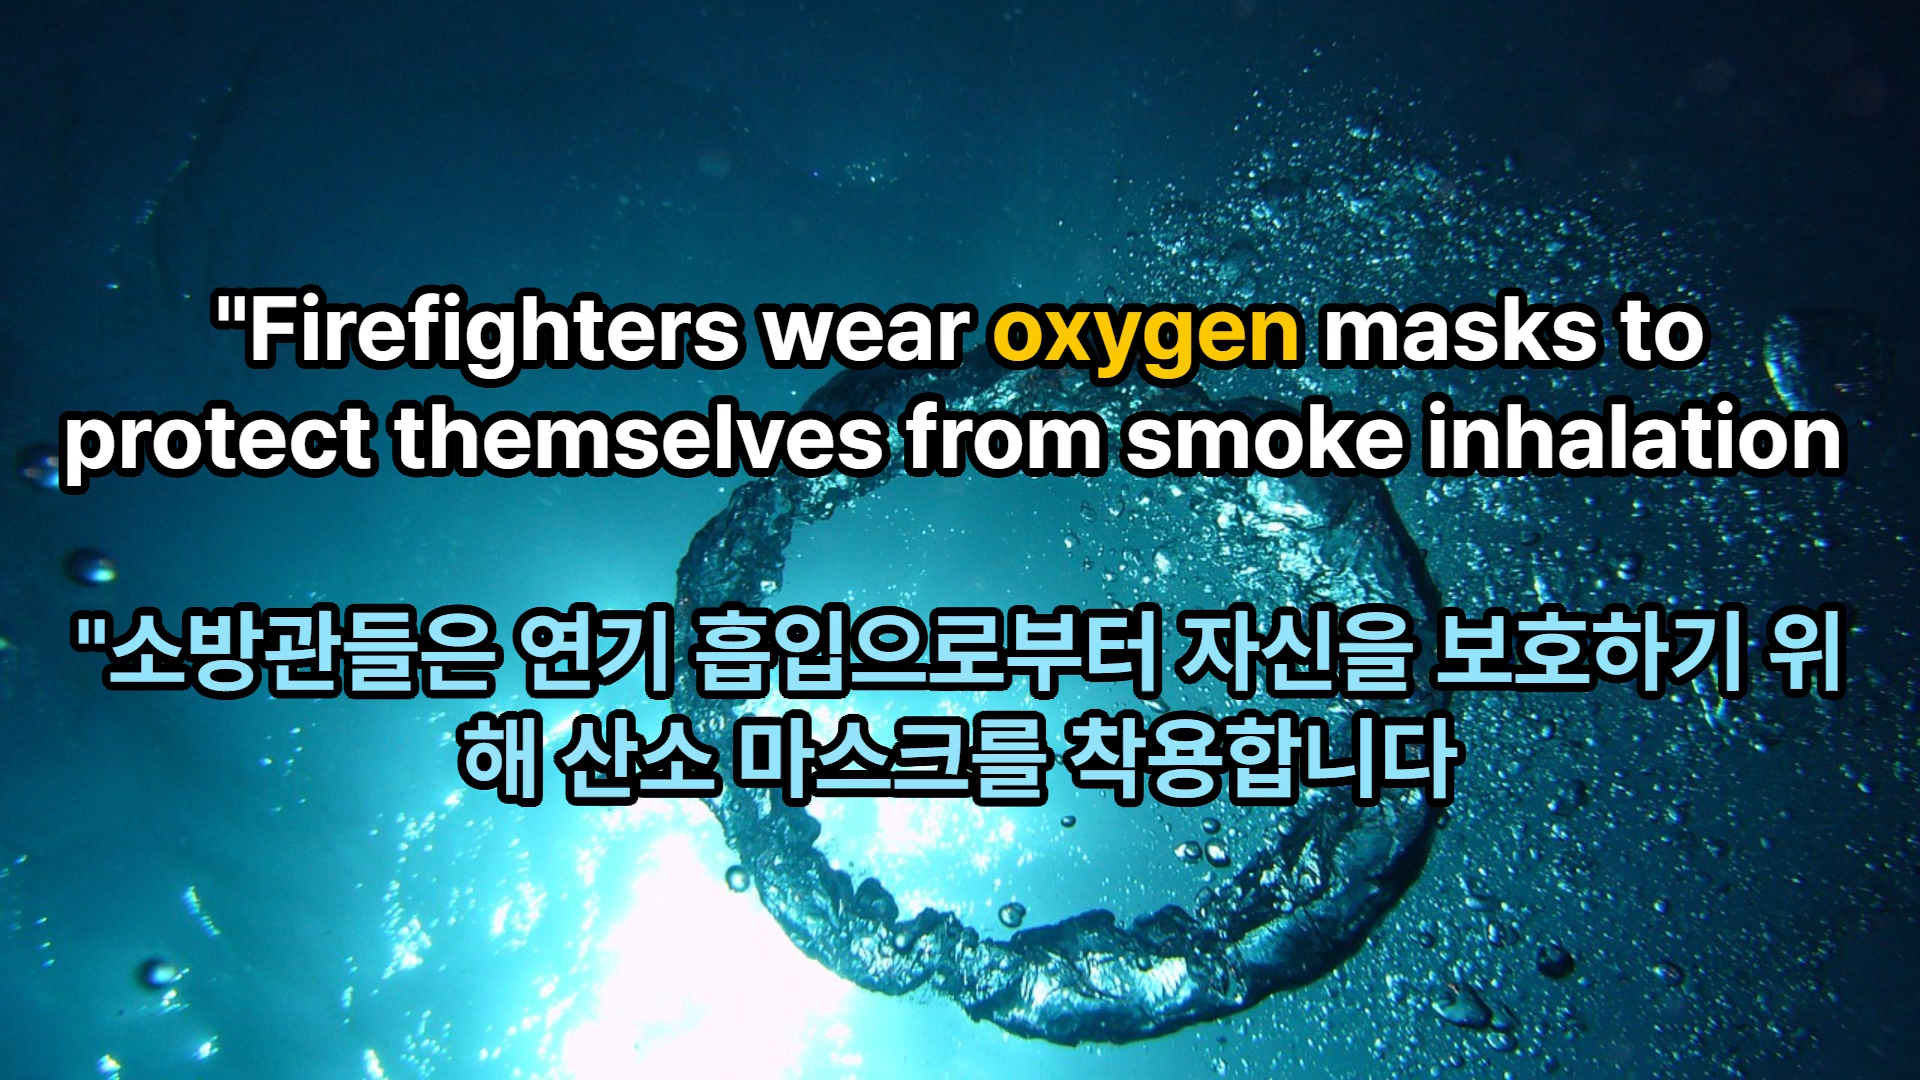 "Firefighters wear oxygen masks to
protect themselves from smoke inhalation
"소방관들은 연기 흡입으로부터 자신을 보호하기 위
해 산소 마스크를 착용합니다